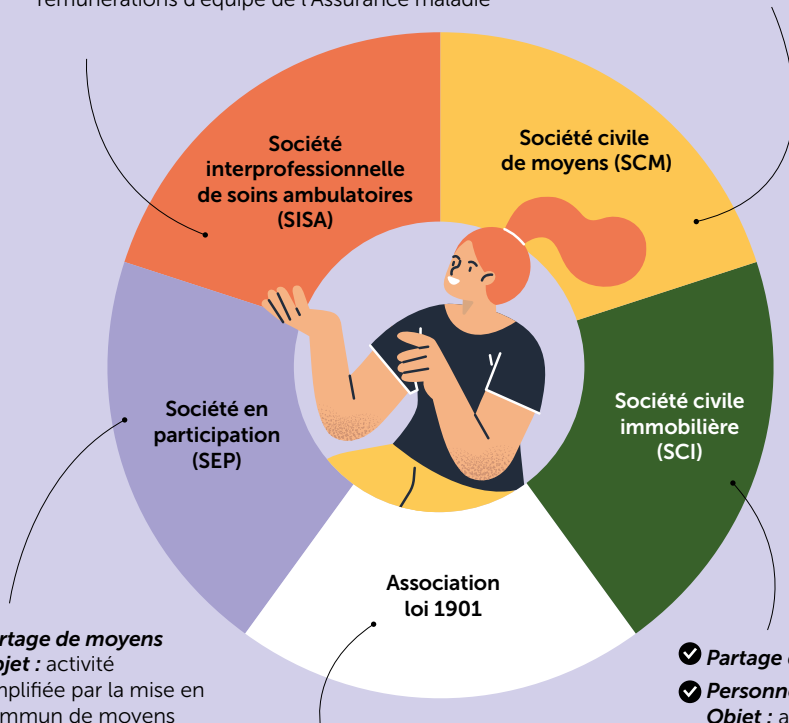 rémunérations d'équipe de l'Assurance maladie
Société
interprofessionnelle
de soins ambulatoires
(SISA)
Société civile
de moyens (SCM)
Société en
participation
(SEP)
Société civile
immobilière
(SCI)
Association
loi 1901
rtage de moyens
jet : activité
mplifiée par la mise en
mmun de moyens
Partage
Personne
Objet : a